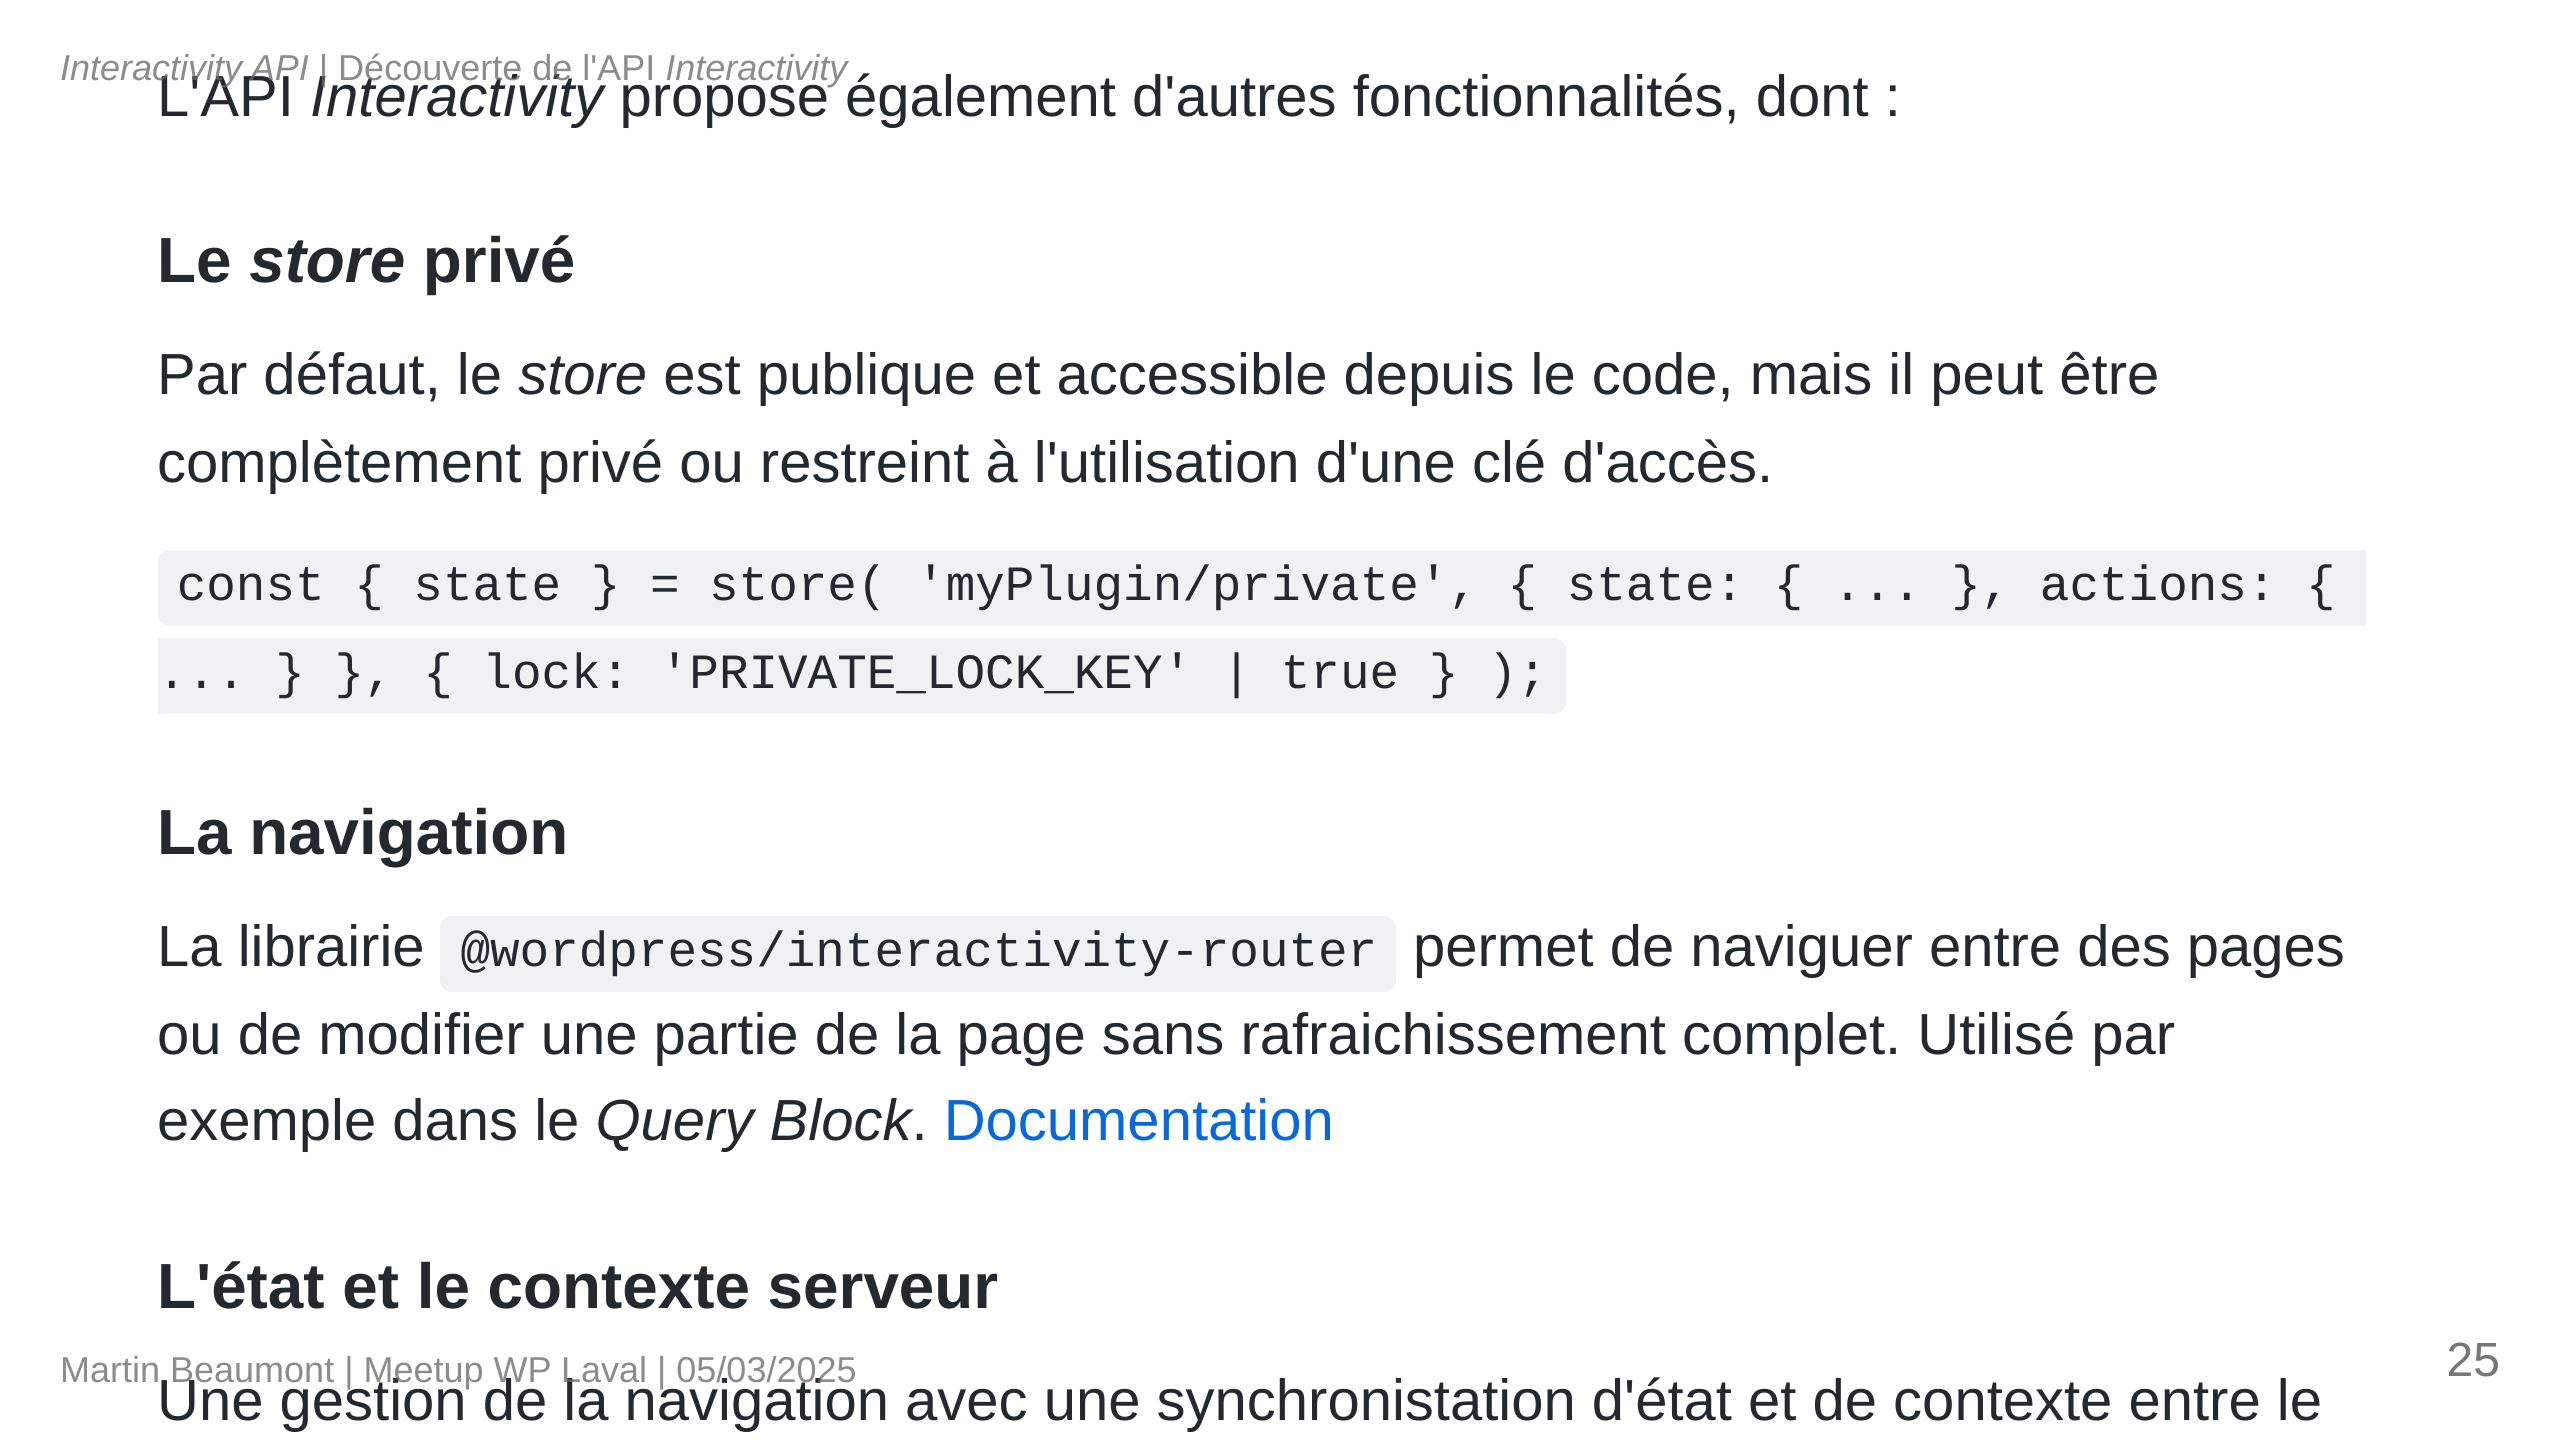 Interactivity API | Découverte de l'API Interactivity
L'API Interactivity propose également d'autres fonctionnalités, dont :
Le store privé
Par défaut, le store est publique et accessible depuis le code, mais il peut être
complètement privé ou restreint à l'utilisation d'une clé d'accès.
const { state } = store( 'myPlugin/private', { state: { ... }, actions: {
... } }, { lock: 'PRIVATE_LOCK_KEY' | true } );
La navigation
La librairie @wordpress/interactivity-router permet de naviguer entre des pages
ou de modifier une partie de la page sans rafraichissement complet. Utilisé par
exemple dans le Query Block. Documentation
L'état et le contexte serveur
Martin Beaumont | Meetup WP Laval | 05/03/2025
25
Une gestion de la navigation avec une synchronistation d'état et de contexte entre le